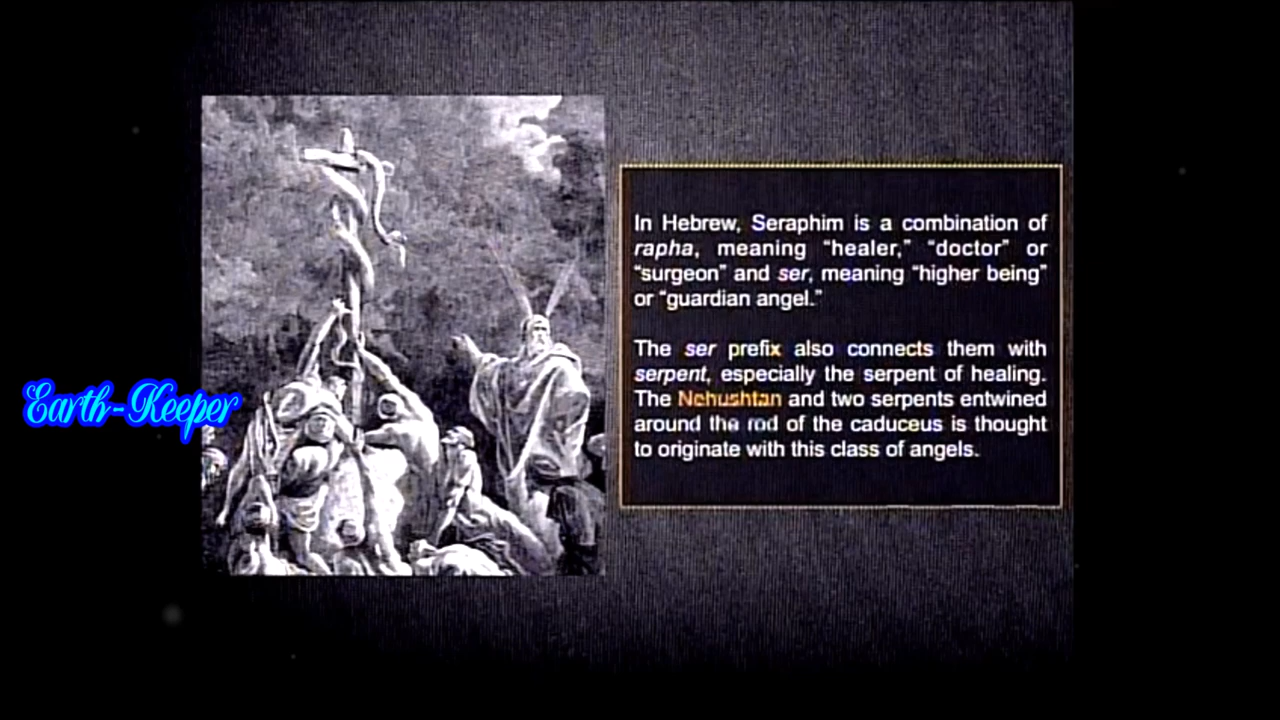 In Hebrew, Seraphim is a combination of
rapha, meaning “healer,” “doctor” or
“surgeon” and ser, meaning “higher being”
or “guardian angel.”
The ser prefix also connects them with
serpent, especially the serpent of healing.
The Nehushtan and two serpents entwined
around the rod of the caduceus is thought
to originate with this class of angels.
Earth-Keeper